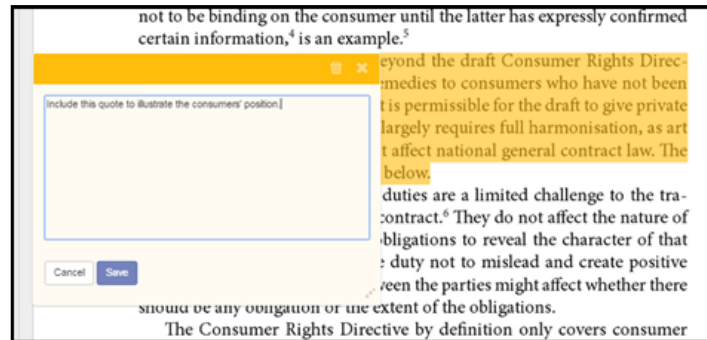 not to be binding on the consumer until the latter has expressly confirmed
certain information,⁴ is an example.⁵
eyond the draft Consumer Rights Direc-
emedies to consumers who have not been
Include this quote to illustrate the consumers' position.
t is permissible for the draft to give private
largely requires full harmonisation, as art
t affect national general contract law. The
below.
duties are a limited challenge to the tra-
contract.⁶ They do not affect the nature of
obligations to reveal the character of that
Cancel Save
e duty not to mislead and create positive
veen the parties might affect whether there
should be any obligation or the extent of the obligations.
The Consumer Rights Directive by definition only covers consumer